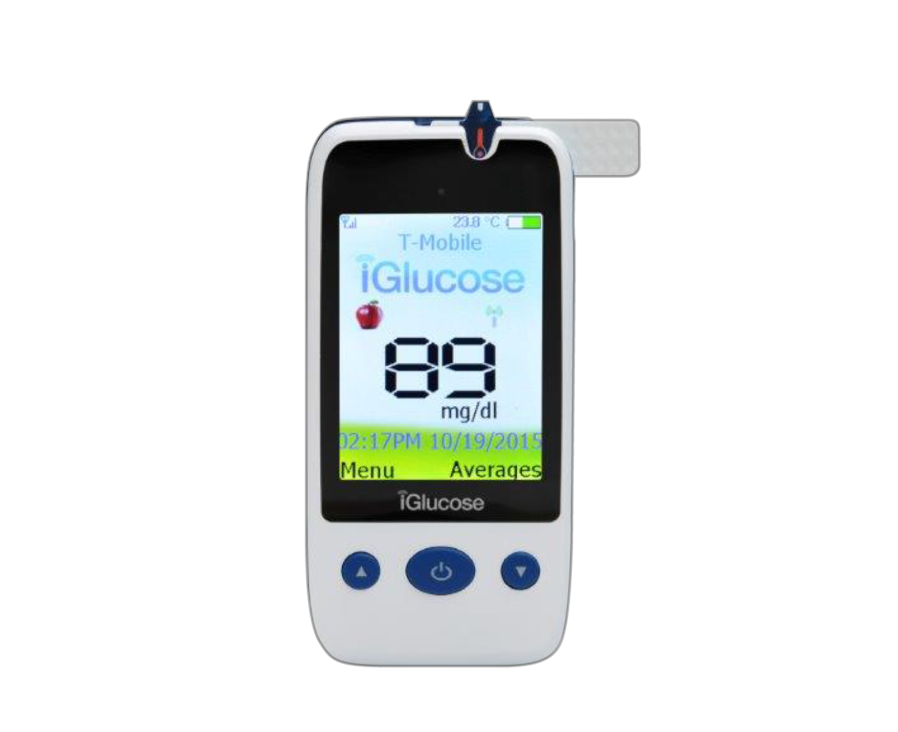 23.8 °C
T-Mobile
iGlucose
89
mg/dl
02:17PM 10/19/2015
Menu Averages
iGlucose